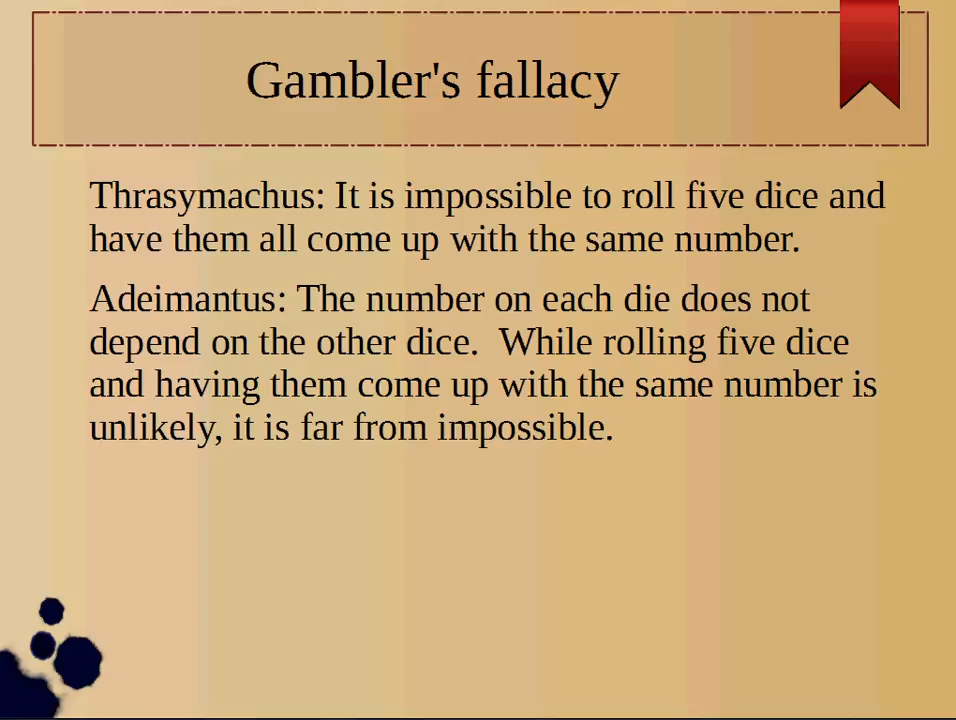 Gambler's fallacy
Thrasymachus: It is impossible to roll five dice and
have them all come up with the same number.
Adeimantus: The number on each die does not
depend on the other dice.  While rolling five dice
and having them come up with the same number is
unlikely, it is far from impossible.